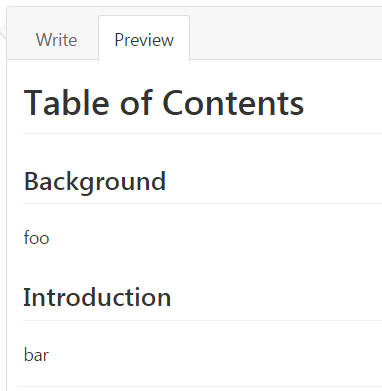 Write Preview
Table of Contents
Background
foo
Introduction
bar